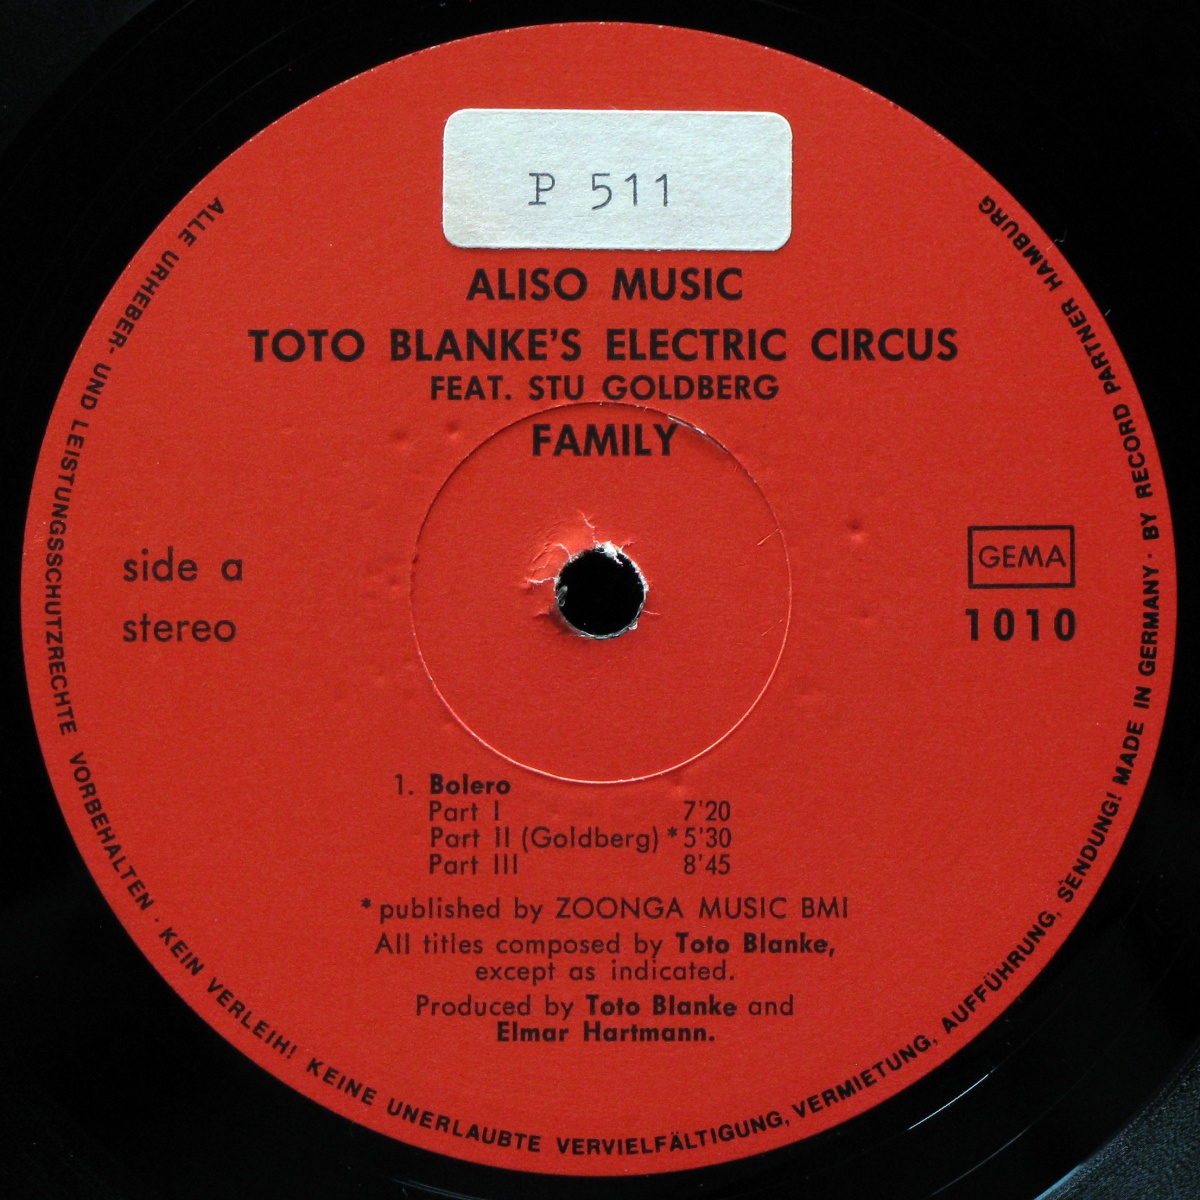 P 511
ALISO MUSIC
TOTO BLANKE'S ELECTRIC CIRCUS
FEAT. STU GOLDBERG
FAMILY
side a
stereo
GEMA
1010
1. Bolero
Part I 7'20
Part II (Goldberg) * 5'30
Part III 8'45
* published by ZOONGA MUSIC BMI
All titles composed by Toto Blanke,
except as indicated.
Produced by Toto Blanke and
Elmar Hartmann.
ALLE URHEBER- UND LEISTUNGSSCHUTZRECHTE VORBEHALTEN · KEIN VERLEIH! KEINE UNERLAUBTE VERVIELFÄLTIGUNG, VERMIETUNG, AUFFÜHRUNG, SENDUNG! MADE IN GERMANY · BY RECORD PARTNER HAMBURG